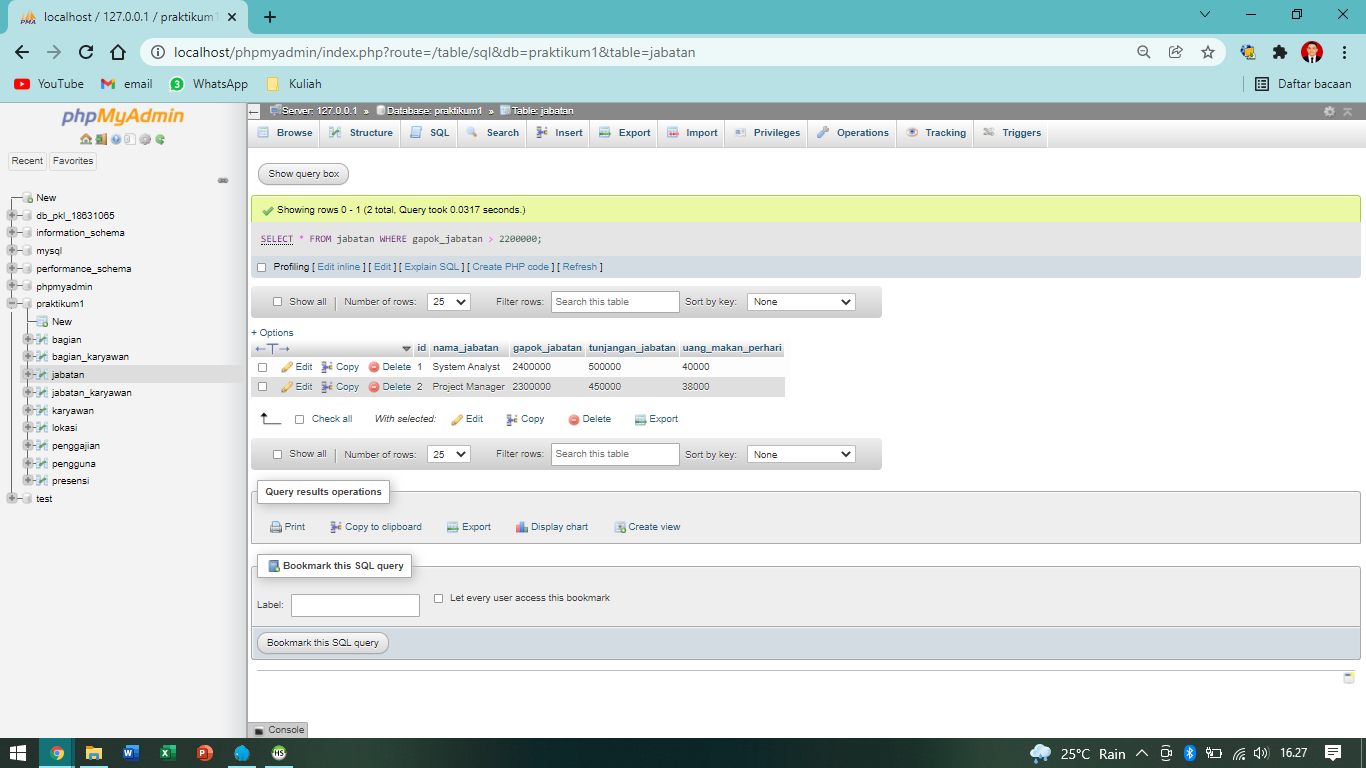 localhost / 127.0.0.1 / praktikum1
localhost/phpmyadmin/index.php?route=/table/sql&db=praktikum1&table=jabatan
YouTube email 3 WhatsApp Kuliah Daftar bacaan
phpMyAdmin
Recent Favorites
New
db_pkl_18631065
information_schema
mysql
performance_schema
phpmyadmin
praktikum1
New
bagian
bagian_karyawan
jabatan
jabatan_karyawan
karyawan
lokasi
penggajian
pengguna
presensi
test
Server: 127.0.0.1 » Database: praktikum1 » Table: jabatan
Browse Structure SQL Search Insert Export Import Privileges Operations Tracking Triggers
Show query box
Showing rows 0 - 1 (2 total, Query took 0.0317 seconds.)
SELECT * FROM jabatan WHERE gapok_jabatan > 2200000;
Profiling [ Edit inline ] [ Edit ] [ Explain SQL ] [ Create PHP code ] [ Refresh ]
Show all Number of rows: 25 Filter rows: Search this table Sort by key: None
+ Options
←T→ id nama_jabatan gapok_jabatan tunjangan_jabatan uang_makan_perhari
Edit Copy Delete 1 System Analyst 2400000 500000 40000
Edit Copy Delete 2 Project Manager 2300000 450000 38000
Check all With selected: Edit Copy Delete Export
Show all Number of rows: 25 Filter rows: Search this table Sort by key: None
Query results operations
Print Copy to clipboard Export Display chart Create view
Bookmark this SQL query
Label: Let every user access this bookmark
Bookmark this SQL query
Console
25°C Rain 16.27